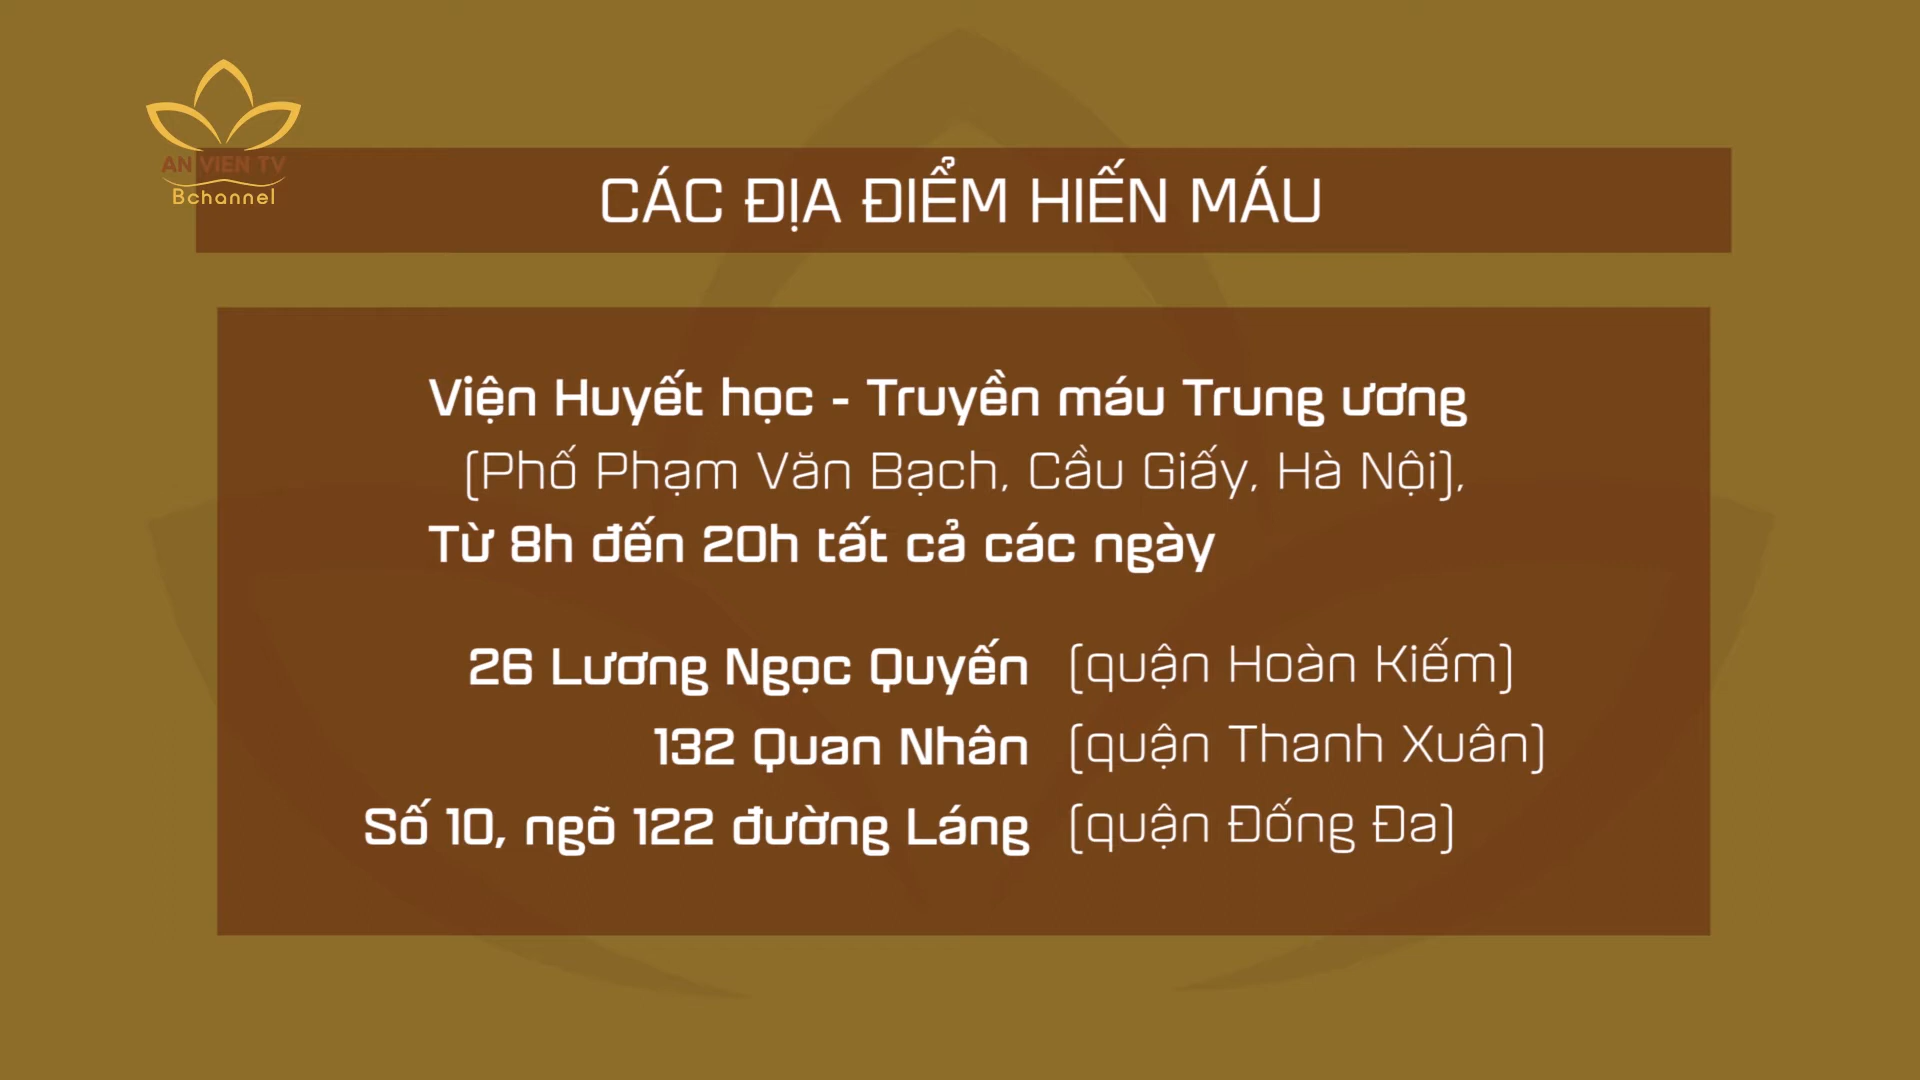 AN VIEN TV
Bchannel
CÁC ĐỊA ĐIỂM HIẾN MÁU
Viện Huyết học - Truyền máu Trung ương
(Phố Phạm Văn Bạch, Cầu Giấy, Hà Nội),
Từ 8h đến 20h tất cả các ngày
26 Lương Ngọc Quyến (quận Hoàn Kiếm)
132 Quan Nhân (quận Thanh Xuân)
Số 10, ngõ 122 đường Láng (quận Đống Đa)